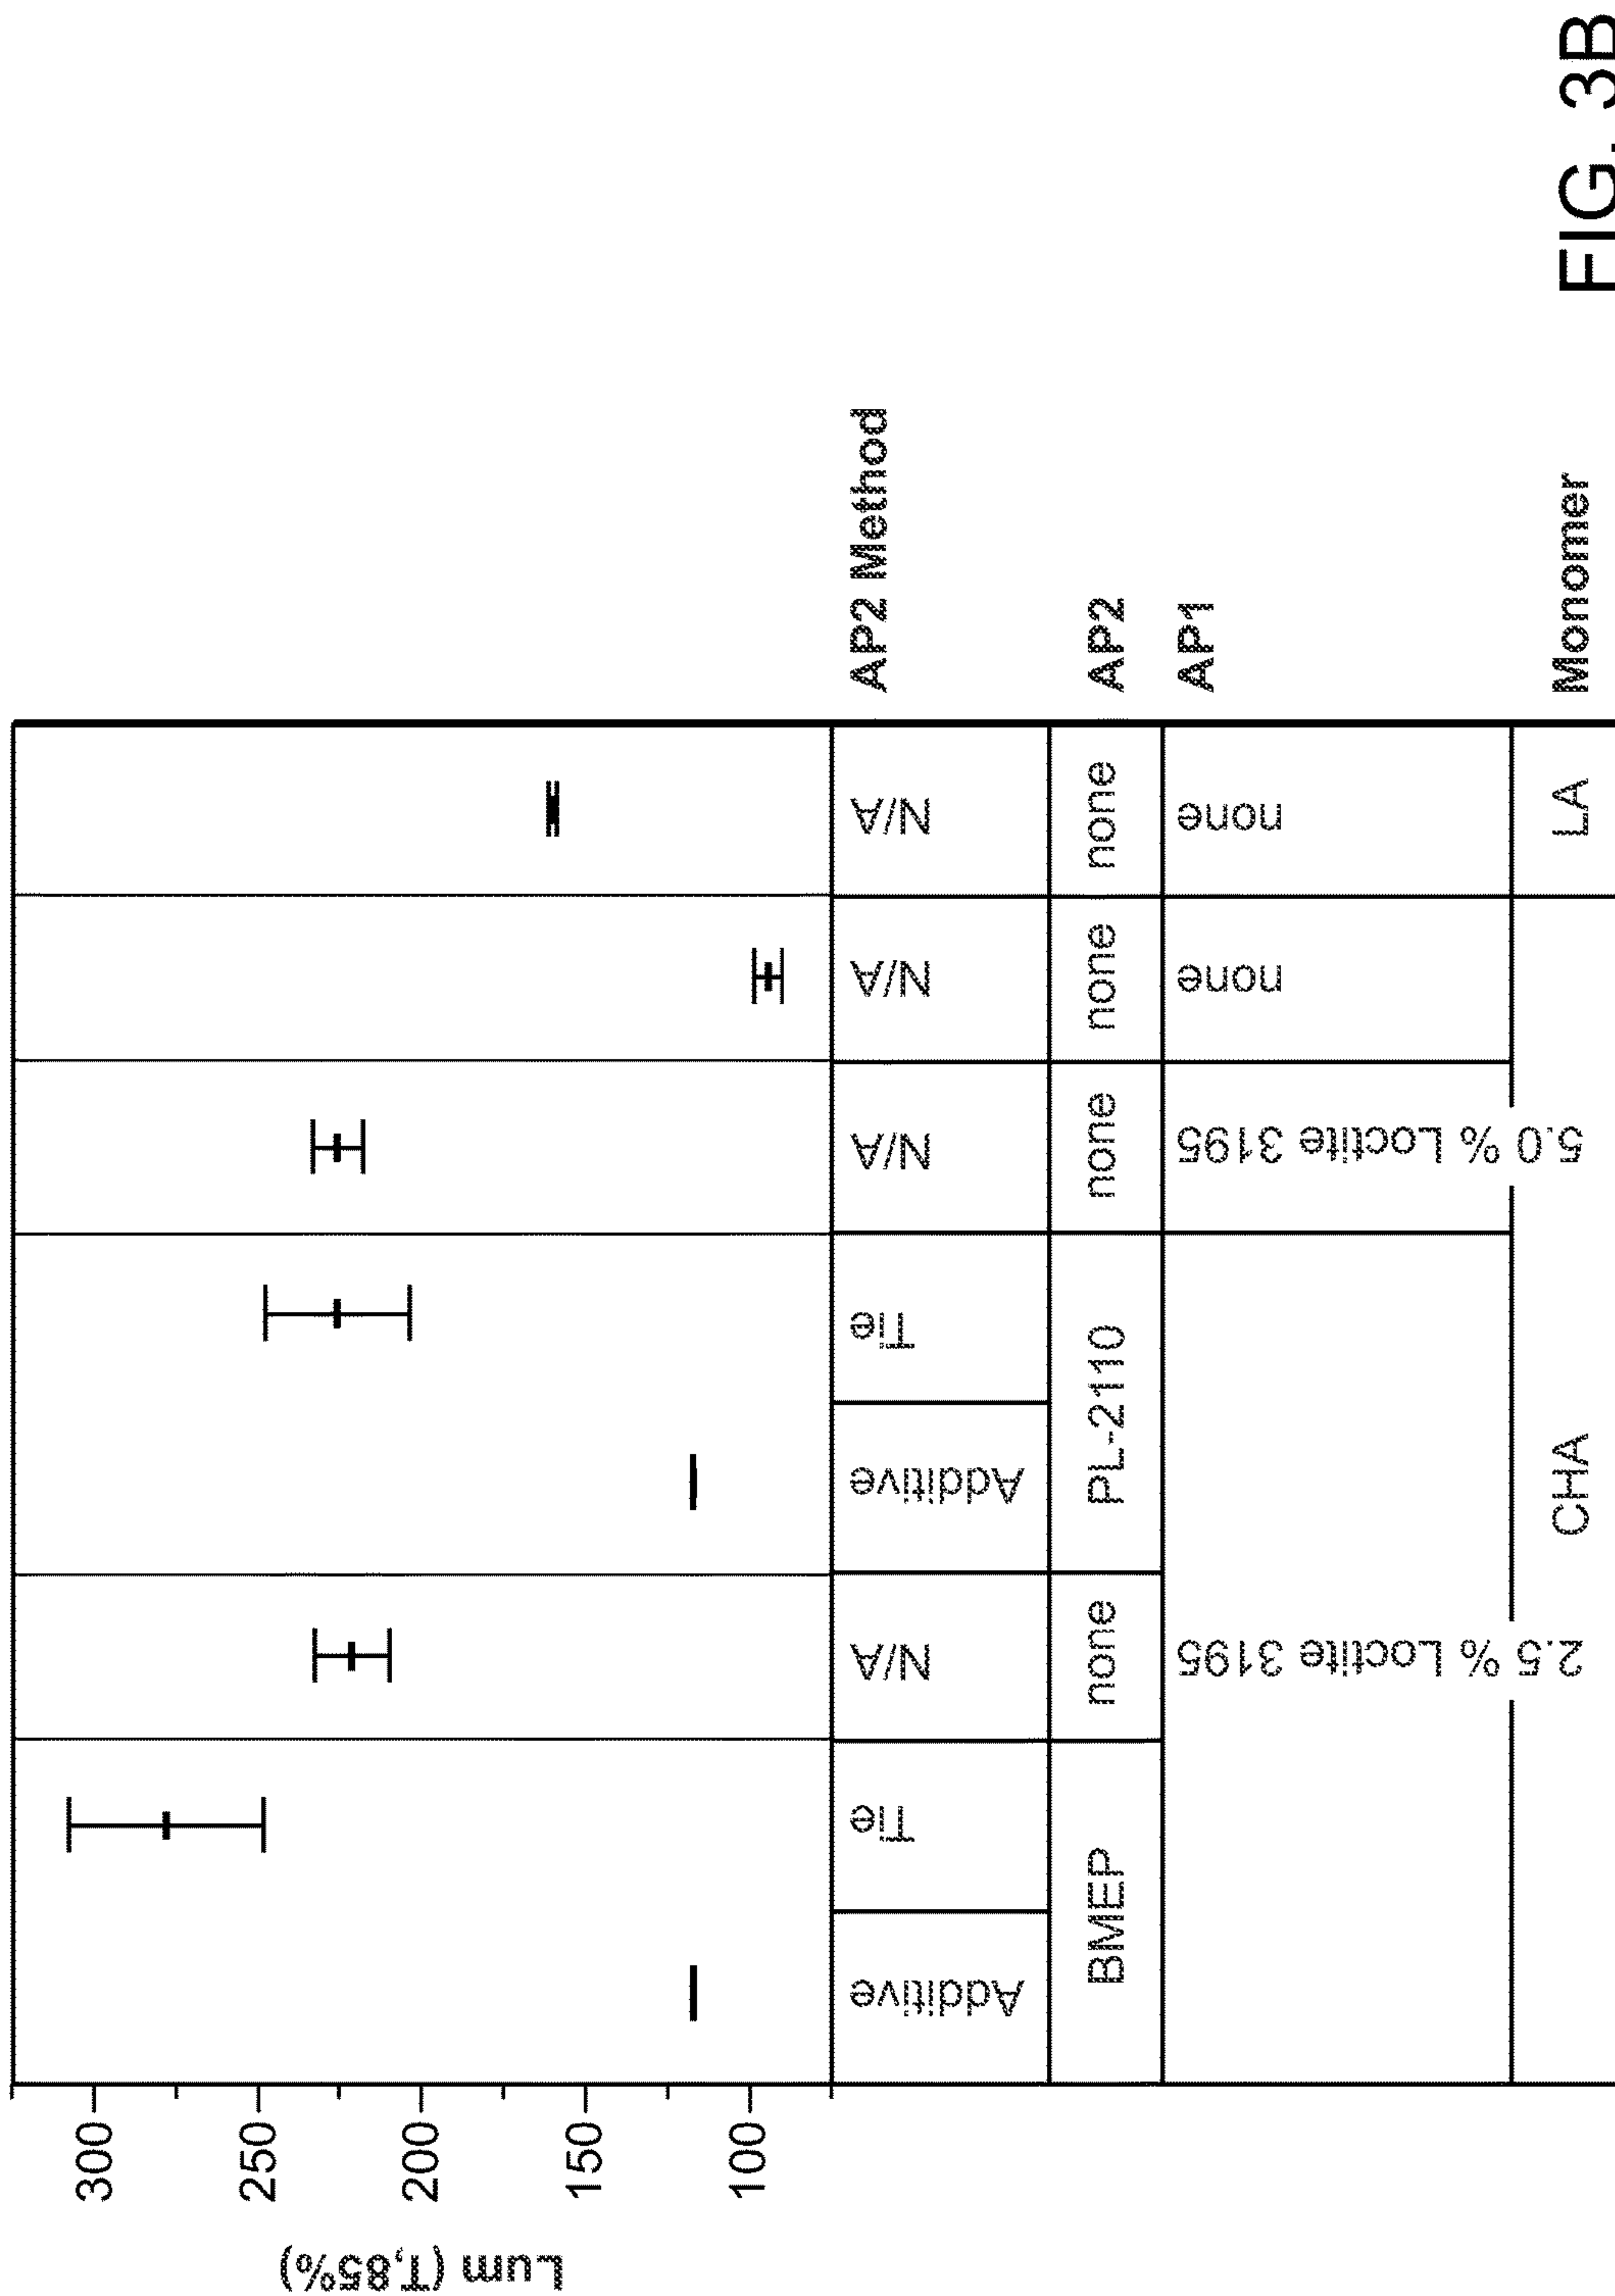 Lum (T,85%)
300
250
200
150
100
Additive
Tie
N/A
Additive
Tie
N/A
N/A
N/A
AP2 Method
BMEP
none
PL-2110
none
none
none
AP2
2.5 % Loctite 3195
5.0 % Loctite 3195
none
none
AP1
CHA
LA
Monomer
FIG. 3B